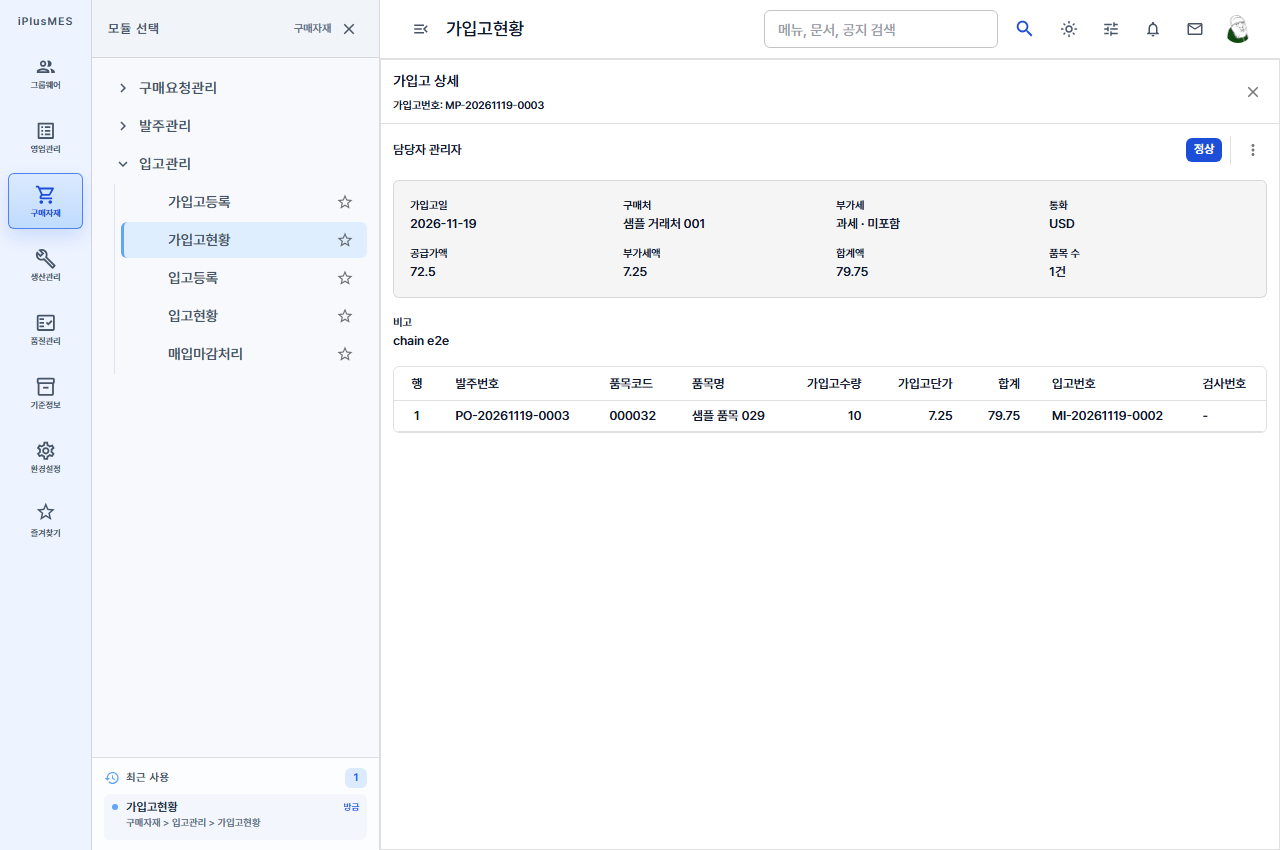 iPlusMES
그룹웨어
영업관리
구매자재
생산관리
품질관리
기준정보
환경설정
즐겨찾기
모듈 선택
구매자재
구매요청관리
발주관리
입고관리
가입고등록
가입고현황
입고등록
입고현황
매입마감처리
최근 사용
1
가입고현황
방금
구매자재 > 입고관리 > 가입고현황
가입고현황
메뉴, 문서, 공지 검색
가입고 상세
가입고번호: MP-20261119-0003
담당자 관리자
정상
가입고일 구매처 부가세 통화
2026-11-19 샘플 거래처 001 과세 · 미포함 USD
공급가액 부가세액 합계액 품목 수
72.5 7.25 79.75 1건
비고
chain e2e
행 발주번호 품목코드 품목명 가입고수량 가입고단가 합계 입고번호 검사번호
1 PO-20261119-0003 000032 샘플 품목 029 10 7.25 79.75 MI-20261119-0002 -